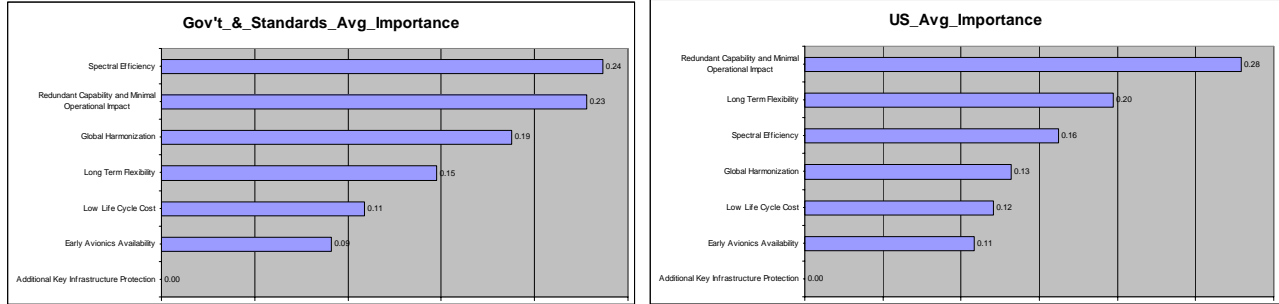 Gov't_&_Standards_Avg_Importance
Spectral Efficiency 0.24
Redundant Capability and Minimal
Operational Impact 0.23
Global Harmonization 0.19
Long Term Flexibility 0.15
Low Life Cycle Cost 0.11
Early Avionics Availability 0.09
Additional Key Infrastructure Protection 0.00
US_Avg_Importance
Redundant Capability and Minimal
Operational Impact 0.28
Long Term Flexibility 0.20
Spectral Efficiency 0.16
Global Harmonization 0.13
Low Life Cycle Cost 0.12
Early Avionics Availability 0.11
Additional Key Infrastructure Protection 0.00